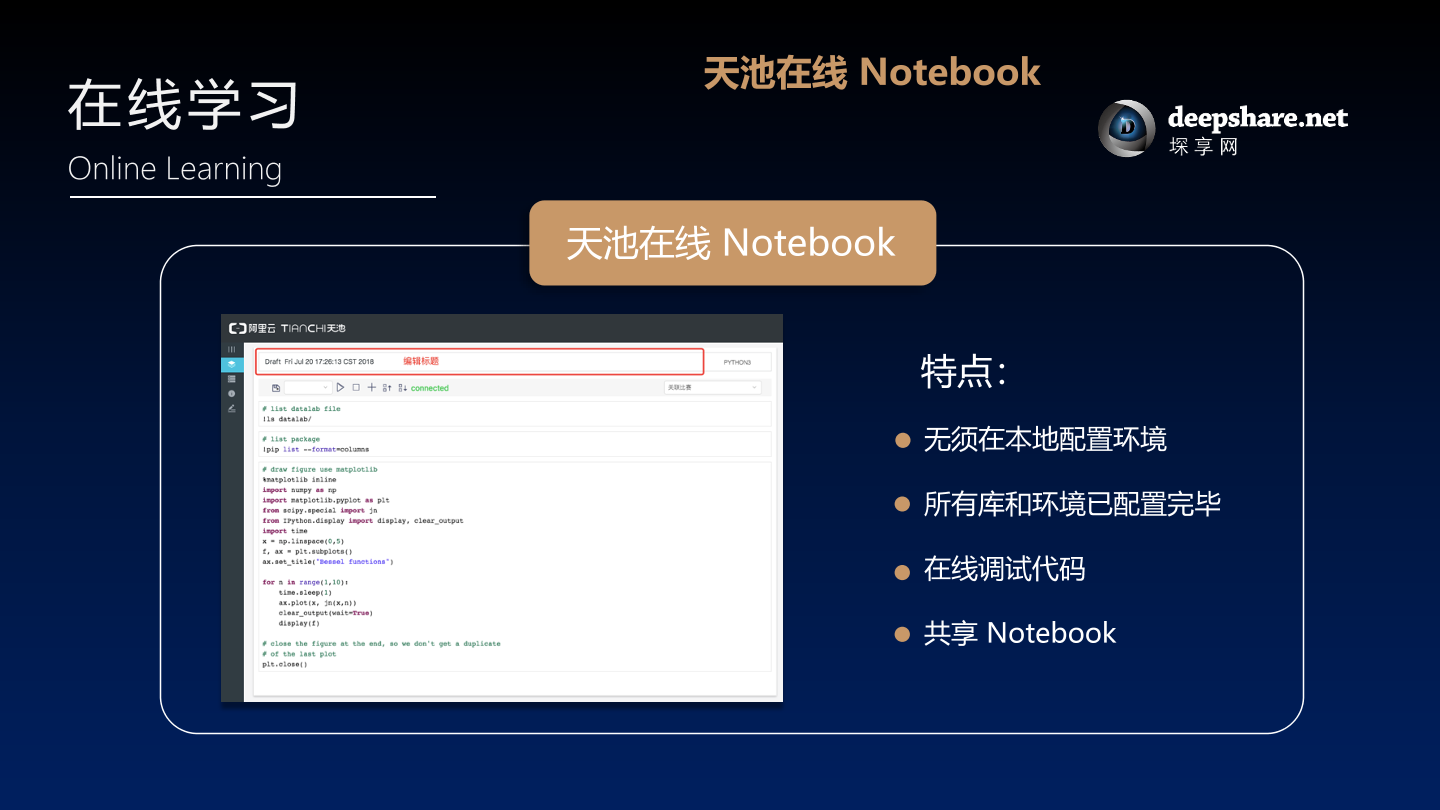 天池在线 Notebook
在线学习
Online Learning
deepshare.net
深享网
天池在线 Notebook
阿里云 TIANCHI天池
Draft Fri Jul 20 17:26:13 CST 2018 编辑标题 PYTHON3
connected 关联比赛
# list datalab file
!ls datalab/
# list package
!pip list --format=columns
# draw figure use matplotlib
%matplotlib inline
import numpy as np
import matplotlib.pyplot as plt
from scipy.special import jn
from IPython.display import display, clear_output
import time
x = np.linspace(0,5)
f, ax = plt.subplots()
ax.set_title("Bessel functions")
for n in range(1,10):
    time.sleep(1)
    ax.plot(x, jn(x,n))
    clear_output(wait=True)
    display(f)
# close the figure at the end, so we don't get a duplicate
# of the last plot
plt.close()
特点：
无须在本地配置环境
所有库和环境已配置完毕
在线调试代码
共享 Notebook